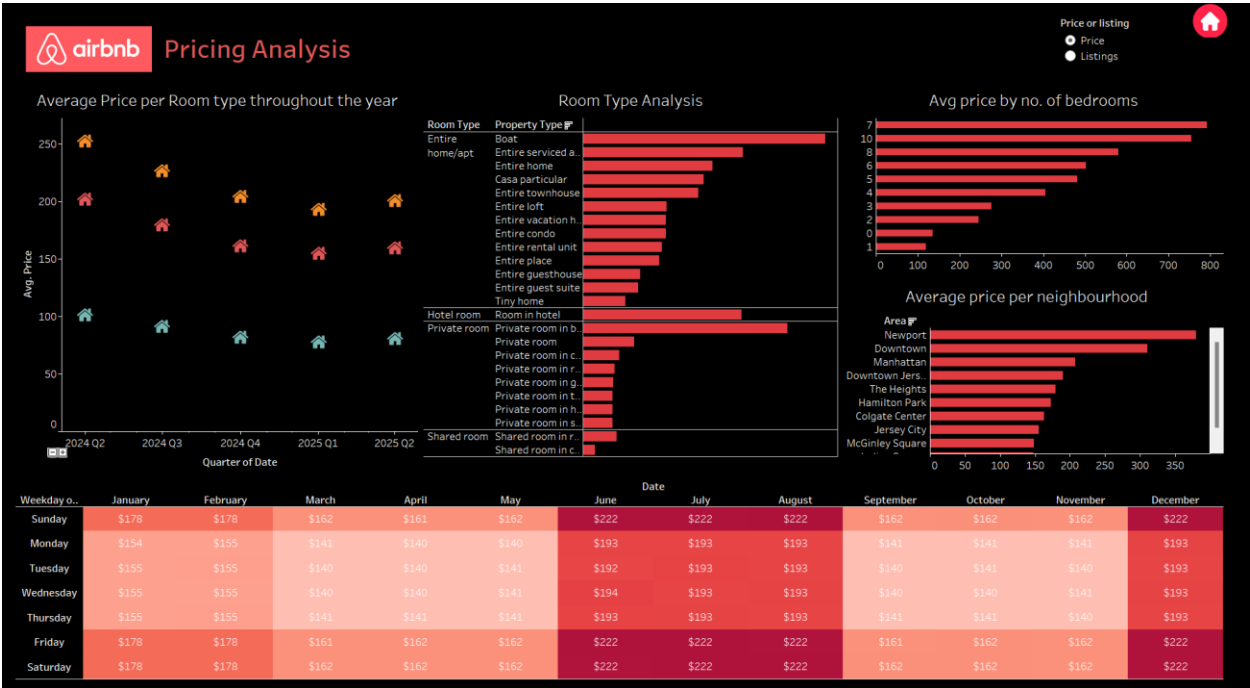 airbnb Pricing Analysis
Price or listing
Price
Listings
Average Price per Room type throughout the year
Avg. Price
250
200
150
100
50
0
2024 Q2 2024 Q3 2024 Q4 2025 Q1 2025 Q2
Quarter of Date
Room Type Analysis
Room Type Property Type
Entire home/apt Boat
Entire serviced a..
Entire home
Casa particular
Entire townhouse
Entire loft
Entire vacation h..
Entire condo
Entire rental unit
Entire place
Entire guesthouse
Entire guest suite
Tiny home
Hotel room Room in hotel
Private room Private room in b..
Private room
Private room in c..
Private room in r..
Private room in g..
Private room in t..
Private room in h..
Private room in s..
Shared room Shared room in r..
Shared room in c..
Avg price by no. of bedrooms
7
10
8
6
5
4
3
2
0
1
0 100 200 300 400 500 600 700 800
Average price per neighbourhood
Area
Newport
Downtown
Manhattan
Downtown Jers..
The Heights
Hamilton Park
Colgate Center
Jersey City
McGinley Square
0 50 100 150 200 250 300 350
Date
Weekday o.. January February March April May June July August September October November December
Sunday $178 $178 $162 $161 $162 $222 $222 $222 $162 $162 $162 $222
Monday $154 $155 $141 $140 $140 $193 $193 $193 $141 $141 $141 $193
Tuesday $155 $155 $140 $140 $141 $192 $193 $193 $140 $141 $141 $193
Wednesday $155 $155 $140 $140 $141 $194 $193 $193 $140 $140 $141 $193
Thursday $155 $155 $141 $141 $141 $193 $193 $193 $141 $141 $140 $193
Friday $178 $178 $161 $162 $162 $222 $222 $222 $161 $162 $162 $222
Saturday $178 $178 $162 $162 $162 $222 $222 $222 $162 $162 $162 $222